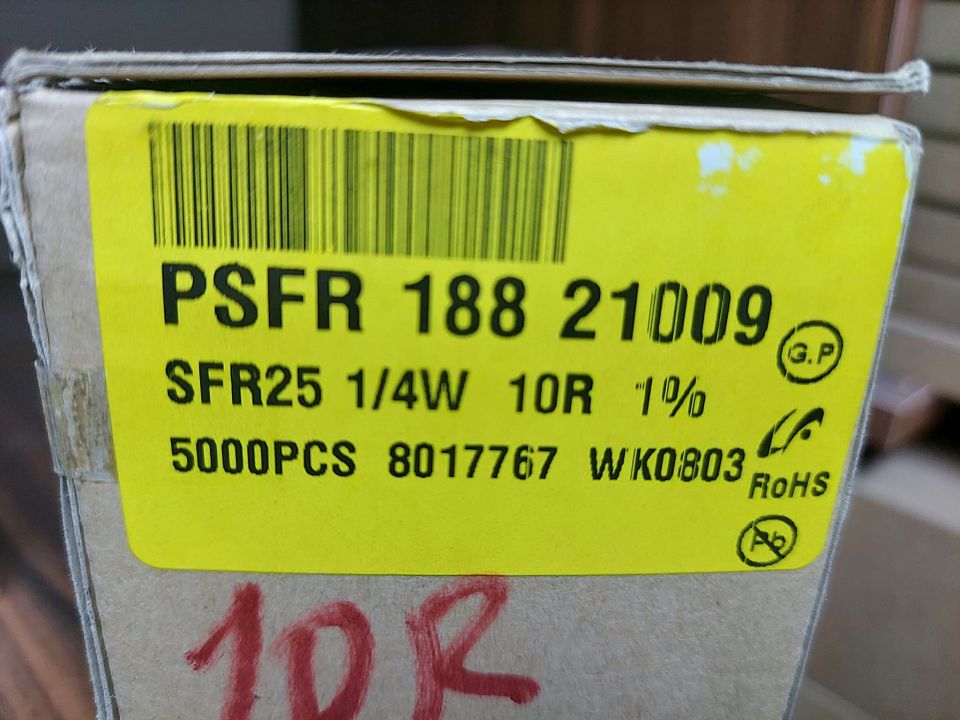 PSFR 188 21009
G.P
SFR25 1/4W 10R 1%
5000PCS 8017767 WK0803
RoHS
Pb
10R